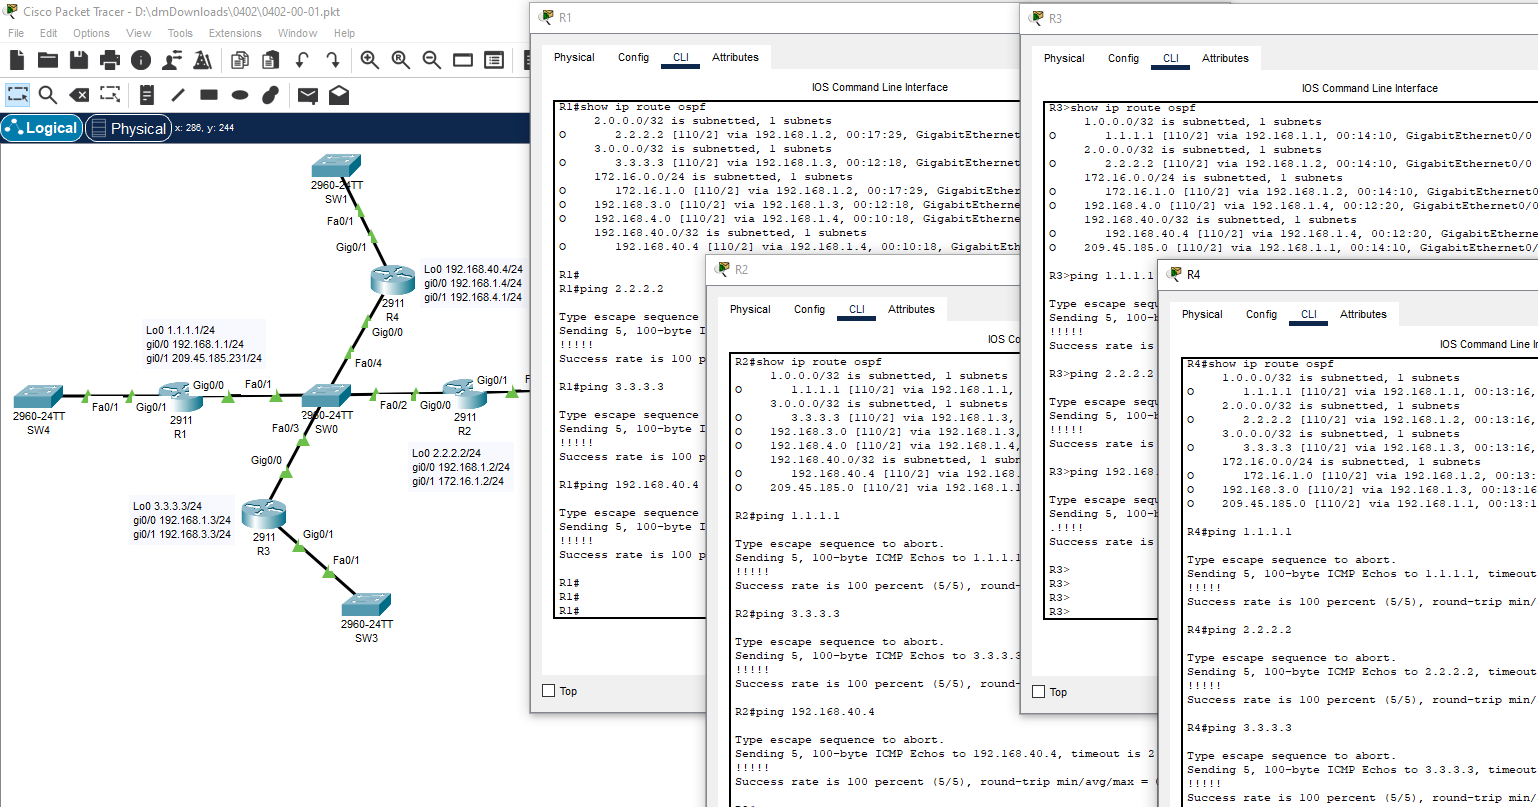 Cisco Packet Tracer - D:\dmDownloads\0402\0402-00-01.pkt
File Edit Options View Tools Extensions Window Help
Logical Physical x: 286, y: 244
2960-24TT
SW1
Fa0/1
Gig0/1
Lo0 192.168.40.4/24
gi0/0 192.168.1.4/24
gi0/1 192.168.4.1/24
2911
R4
Gig0/0
Fa0/4
Lo0 1.1.1.1/24
gi0/0 192.168.1.1/24
gi0/1 209.45.185.231/24
Gig0/0
Fa0/1
Gig0/1
Fa0/1
Gig0/1
2960-24TT
SW4
2911
R1
2960-24TT
SW0
Fa0/2
Gig0/0
2911
R2
Fa0/3
Gig0/0
Lo0 2.2.2.2/24
gi0/0 192.168.1.2/24
gi0/1 172.16.1.2/24
Lo0 3.3.3.3/24
gi0/0 192.168.1.3/24
gi0/1 192.168.3.3/24
2911
R3
Gig0/1
Fa0/1
2960-24TT
SW3
R1
Physical Config CLI Attributes
IOS Command Line Interface
R1#show ip route ospf
2.0.0.0/32 is subnetted, 1 subnets
O 2.2.2.2 [110/2] via 192.168.1.2, 00:17:29, GigabitEthernet
3.0.0.0/32 is subnetted, 1 subnets
O 3.3.3.3 [110/2] via 192.168.1.3, 00:12:18, GigabitEthernet
172.16.0.0/24 is subnetted, 1 subnets
O 172.16.1.0 [110/2] via 192.168.1.2, 00:17:29, GigabitEther
O 192.168.3.0 [110/2] via 192.168.1.3, 00:12:18, GigabitEtherne
O 192.168.4.0 [110/2] via 192.168.1.4, 00:10:18, GigabitEtherne
192.168.40.0/32 is subnetted, 1 subnets
O 192.168.40.4 [110/2] via 192.168.1.4, 00:10:18, GigabitEth
R1#
R1#ping 2.2.2.2
Type escape sequence
Sending 5, 100-byte I
!!!!!
Success rate is 100 p
R1#ping 3.3.3.3
Type escape sequence
Sending 5, 100-byte I
!!!!!
Success rate is 100 p
R1#ping 192.168.40.4
Type escape sequence
Sending 5, 100-byte I
!!!!!
Success rate is 100 p
R1#
R1#
R1#
Top
R2
Physical Config CLI Attributes
IOS Co
R2#show ip route ospf
1.0.0.0/32 is subnetted, 1 subnets
O 1.1.1.1 [110/2] via 192.168.1.1,
3.0.0.0/32 is subnetted, 1 subnets
O 3.3.3.3 [110/2] via 192.168.1.3,
O 192.168.3.0 [110/2] via 192.168.1.3,
O 192.168.4.0 [110/2] via 192.168.1.4,
192.168.40.0/32 is subnetted, 1 subn
O 192.168.40.4 [110/2] via 192.168.
O 209.45.185.0 [110/2] via 192.168.1.1
R2#ping 1.1.1.1
Type escape sequence to abort.
Sending 5, 100-byte ICMP Echos to 1.1.1.1
!!!!!
Success rate is 100 percent (5/5), round-
R2#ping 3.3.3.3
Type escape sequence to abort.
Sending 5, 100-byte ICMP Echos to 3.3.3.3
!!!!!
Success rate is 100 percent (5/5), round-
R2#ping 192.168.40.4
Type escape sequence to abort.
Sending 5, 100-byte ICMP Echos to 192.168.40.4, timeout is 2
!!!!!
Success rate is 100 percent (5/5), round-trip min/avg/max =
R3
Physical Config CLI Attributes
IOS Command Line Interface
R3>show ip route ospf
1.0.0.0/32 is subnetted, 1 subnets
O 1.1.1.1 [110/2] via 192.168.1.1, 00:14:10, GigabitEthernet0/0
2.0.0.0/32 is subnetted, 1 subnets
O 2.2.2.2 [110/2] via 192.168.1.2, 00:14:10, GigabitEthernet0/0
172.16.0.0/24 is subnetted, 1 subnets
O 172.16.1.0 [110/2] via 192.168.1.2, 00:14:10, GigabitEthernet0
O 192.168.4.0 [110/2] via 192.168.1.4, 00:12:20, GigabitEthernet0/0
192.168.40.0/32 is subnetted, 1 subnets
O 192.168.40.4 [110/2] via 192.168.1.4, 00:12:20, GigabitEtherne
O 209.45.185.0 [110/2] via 192.168.1.1, 00:14:10, GigabitEthernet0/
R3>ping 1.1.1.1
Type escape sequ
Sending 5, 100-b
!!!!!
Success rate is
R3>ping 2.2.2.2
Type escape sequ
Sending 5, 100-b
!!!!!
Success rate is
R3>ping 192.168.
Type escape sequ
Sending 5, 100-b
.!!!!
Success rate is
R3>
R3>
R3>
R3>
Top
R4
Physical Config CLI Attributes
IOS Command Line In
R4#show ip route ospf
1.0.0.0/32 is subnetted, 1 subnets
O 1.1.1.1 [110/2] via 192.168.1.1, 00:13:16,
2.0.0.0/32 is subnetted, 1 subnets
O 2.2.2.2 [110/2] via 192.168.1.2, 00:13:16,
3.0.0.0/32 is subnetted, 1 subnets
O 3.3.3.3 [110/2] via 192.168.1.3, 00:13:16,
172.16.0.0/24 is subnetted, 1 subnets
O 172.16.1.0 [110/2] via 192.168.1.2, 00:13:
O 192.168.3.0 [110/2] via 192.168.1.3, 00:13:16
O 209.45.185.0 [110/2] via 192.168.1.1, 00:13:1
R4#ping 1.1.1.1
Type escape sequence to abort.
Sending 5, 100-byte ICMP Echos to 1.1.1.1, timeout
!!!!!
Success rate is 100 percent (5/5), round-trip min/
R4#ping 2.2.2.2
Type escape sequence to abort.
Sending 5, 100-byte ICMP Echos to 2.2.2.2, timeout
!!!!!
Success rate is 100 percent (5/5), round-trip min/
R4#ping 3.3.3.3
Type escape sequence to abort.
Sending 5, 100-byte ICMP Echos to 3.3.3.3, timeout
!!!!!
Success rate is 100 percent (5/5), round-trip min/